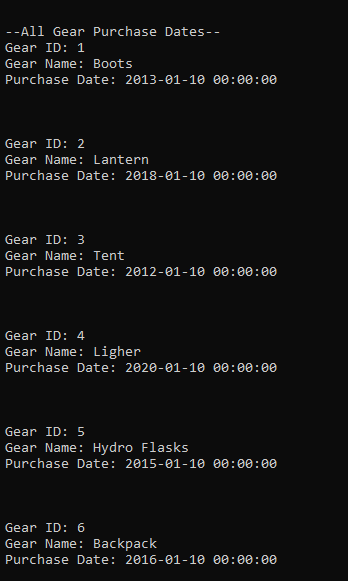 --All Gear Purchase Dates--
Gear ID: 1
Gear Name: Boots
Purchase Date: 2013-01-10 00:00:00
Gear ID: 2
Gear Name: Lantern
Purchase Date: 2018-01-10 00:00:00
Gear ID: 3
Gear Name: Tent
Purchase Date: 2012-01-10 00:00:00
Gear ID: 4
Gear Name: Ligher
Purchase Date: 2020-01-10 00:00:00
Gear ID: 5
Gear Name: Hydro Flasks
Purchase Date: 2015-01-10 00:00:00
Gear ID: 6
Gear Name: Backpack
Purchase Date: 2016-01-10 00:00:00